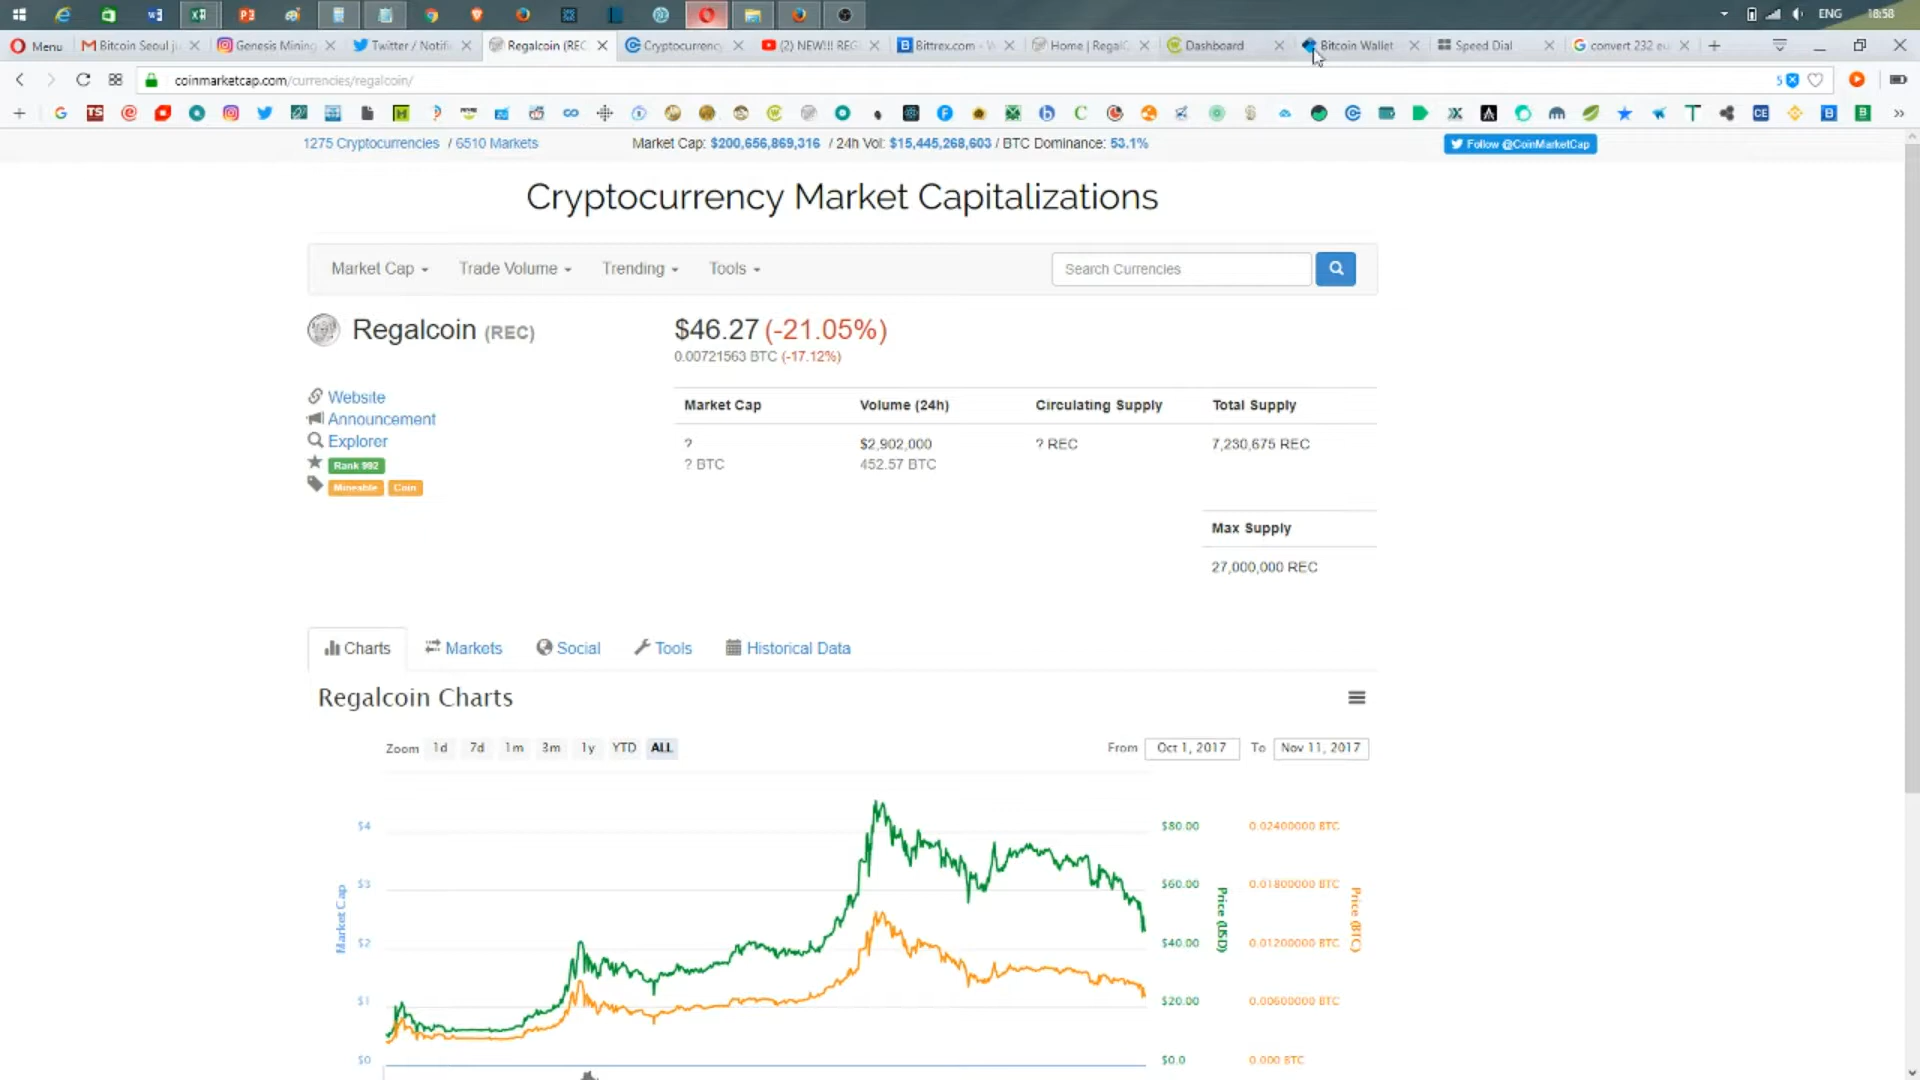 ENG 18:58
Menu Bitcoin Seoul Genesis Mining Twitter / Notifi Regalcoin (REC Cryptocurrency (2) NEW!!! REG Bittrex.com - Home | RegalC Dashboard Bitcoin Wallet Speed Dial convert 232 eu
coinmarketcap.com/currencies/regalcoin/ 5
1275 Cryptocurrencies / 6510 Markets Market Cap: $200,656,869,316 / 24h Vol: $15,445,268,603 / BTC Dominance: 53.1% Follow @CoinMarketCap
Cryptocurrency Market Capitalizations
Market Cap Trade Volume Trending Tools Search Currencies
Regalcoin (REC) $46.27 (-21.05%)
0.00721563 BTC (-17.12%)
Website
Announcement
Explorer
Rank 992
Mineable Coin
Market Cap Volume (24h) Circulating Supply Total Supply
? $2,902,000 ? REC 7,230,675 REC
? BTC 452.57 BTC
Max Supply
27,000,000 REC
Charts Markets Social Tools Historical Data
Regalcoin Charts
Zoom 1d 7d 1m 3m 1y YTD ALL From Oct 1, 2017 To Nov 11, 2017
$4 $80.00 0.02400000 BTC
$3 $60.00 0.01800000 BTC
Market Cap Price (USD) Price (BTC)
$2 $40.00 0.01200000 BTC
$1 $20.00 0.00600000 BTC
$0 $0.0 0.000 BTC